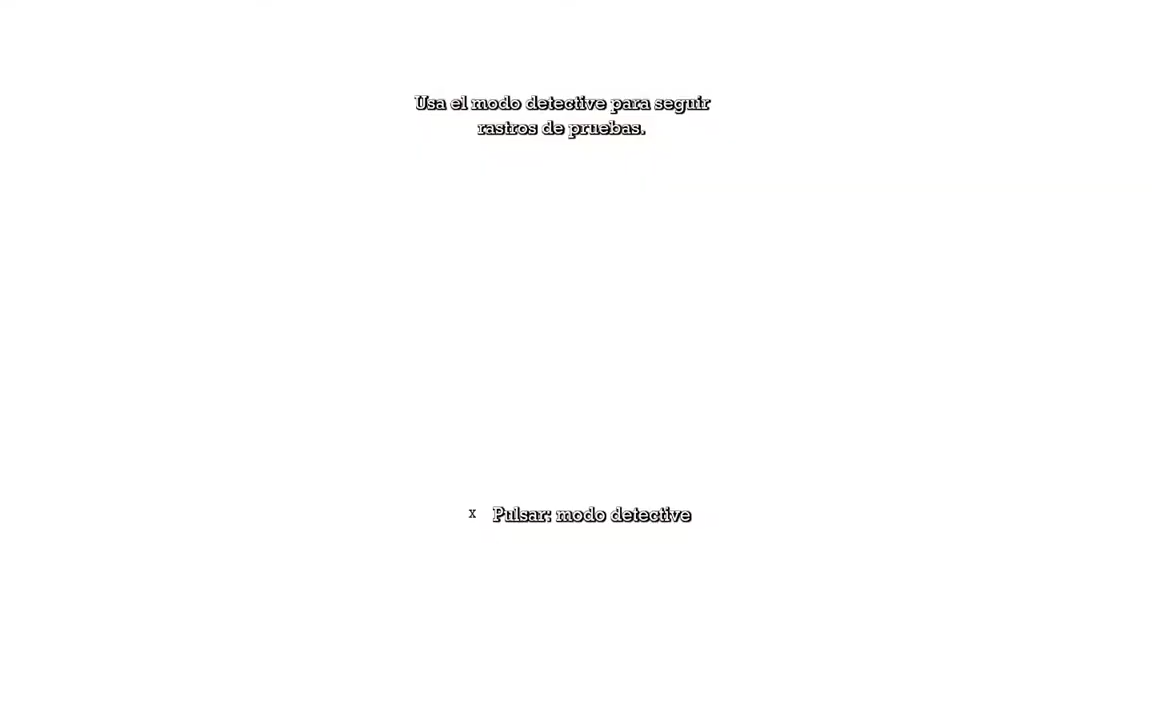 Usa el modo detective para seguir
rastros de pruebas.
x Pulsar: modo detective